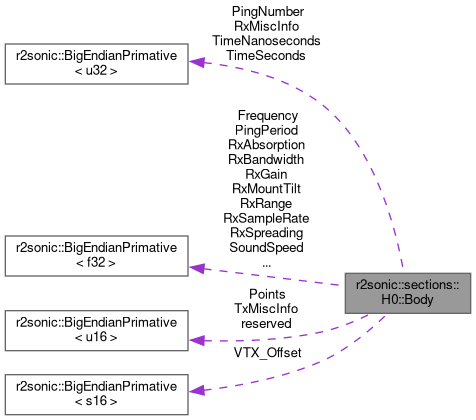 PingNumber
RxMiscInfo
TimeNanoseconds
TimeSeconds
r2sonic::BigEndianPrimative
< u32 >
Frequency
PingPeriod
RxAbsorption
RxBandwidth
RxGain
RxMountTilt
RxRange
RxSampleRate
RxSpreading
SoundSpeed
...
r2sonic::BigEndianPrimative
< f32 >
r2sonic::sections::
H0::Body
Points
TxMiscInfo
reserved
r2sonic::BigEndianPrimative
< u16 >
VTX_Offset
r2sonic::BigEndianPrimative
< s16 >